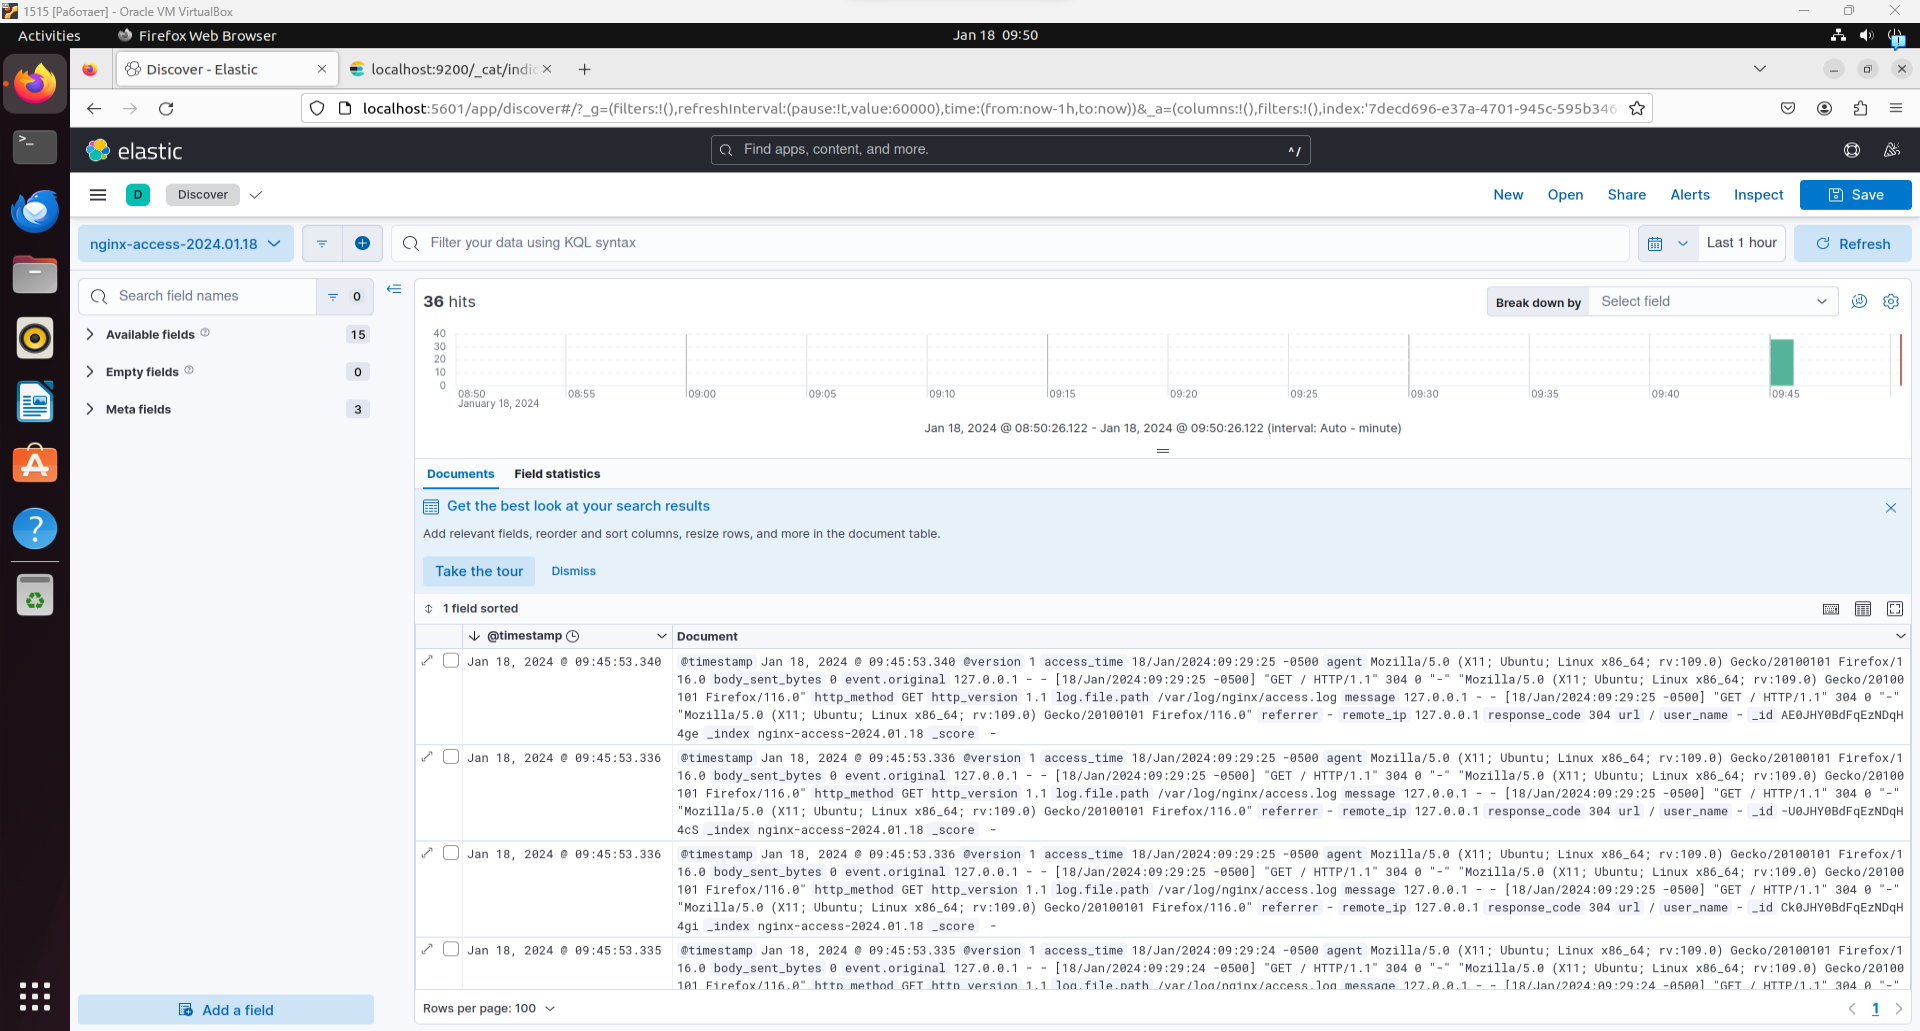 1515 [Работает] - Oracle VM VirtualBox
Activities
Firefox Web Browser
Jan 18 09:50
Discover - Elastic
localhost:9200/_cat/indic
localhost:5601/app/discover#/?_g=(filters:!(),refreshInterval:(pause:!t,value:60000),time:(from:now-1h,to:now))&_a=(columns:!(),filters:!(),index:'7decd696-e37a-4701-945c-595b346
elastic
Find apps, content, and more.
^/
D
Discover
New
Open
Share
Alerts
Inspect
Save
nginx-access-2024.01.18
Filter your data using KQL syntax
Last 1 hour
Refresh
Search field names
0
Available fields
15
Empty fields
0
Meta fields
3
Add a field
36 hits
Break down by
Select field
40
30
20
10
0
08:50
January 18, 2024
08:55
09:00
09:05
09:10
09:15
09:20
09:25
09:30
09:35
09:40
09:45
Jan 18, 2024 @ 08:50:26.122 - Jan 18, 2024 @ 09:50:26.122 (interval: Auto - minute)
Documents
Field statistics
Get the best look at your search results
Add relevant fields, reorder and sort columns, resize rows, and more in the document table.
Take the tour
Dismiss
1 field sorted
@timestamp
Document
Jan 18, 2024 @ 09:45:53.340
@timestamp Jan 18, 2024 @ 09:45:53.340 @version 1 access_time 18/Jan/2024:09:29:25 -0500 agent Mozilla/5.0 (X11; Ubuntu; Linux x86_64; rv:109.0) Gecko/20100101 Firefox/1
16.0 body_sent_bytes 0 event.original 127.0.0.1 - - [18/Jan/2024:09:29:25 -0500] "GET / HTTP/1.1" 304 0 "-" "Mozilla/5.0 (X11; Ubuntu; Linux x86_64; rv:109.0) Gecko/20100
101 Firefox/116.0" http_method GET http_version 1.1 log.file.path /var/log/nginx/access.log message 127.0.0.1 - - [18/Jan/2024:09:29:25 -0500] "GET / HTTP/1.1" 304 0 "-"
"Mozilla/5.0 (X11; Ubuntu; Linux x86_64; rv:109.0) Gecko/20100101 Firefox/116.0" referrer - remote_ip 127.0.0.1 response_code 304 url / user_name - _id AE0JHY0BdFqEzNDqH
4ge _index nginx-access-2024.01.18 _score -
Jan 18, 2024 @ 09:45:53.336
@timestamp Jan 18, 2024 @ 09:45:53.336 @version 1 access_time 18/Jan/2024:09:29:25 -0500 agent Mozilla/5.0 (X11; Ubuntu; Linux x86_64; rv:109.0) Gecko/20100101 Firefox/1
16.0 body_sent_bytes 0 event.original 127.0.0.1 - - [18/Jan/2024:09:29:25 -0500] "GET / HTTP/1.1" 304 0 "-" "Mozilla/5.0 (X11; Ubuntu; Linux x86_64; rv:109.0) Gecko/20100
101 Firefox/116.0" http_method GET http_version 1.1 log.file.path /var/log/nginx/access.log message 127.0.0.1 - - [18/Jan/2024:09:29:25 -0500] "GET / HTTP/1.1" 304 0 "-"
"Mozilla/5.0 (X11; Ubuntu; Linux x86_64; rv:109.0) Gecko/20100101 Firefox/116.0" referrer - remote_ip 127.0.0.1 response_code 304 url / user_name - _id -U0JHY0BdFqEzNDqH
4cS _index nginx-access-2024.01.18 _score -
Jan 18, 2024 @ 09:45:53.336
@timestamp Jan 18, 2024 @ 09:45:53.336 @version 1 access_time 18/Jan/2024:09:29:25 -0500 agent Mozilla/5.0 (X11; Ubuntu; Linux x86_64; rv:109.0) Gecko/20100101 Firefox/1
16.0 body_sent_bytes 0 event.original 127.0.0.1 - - [18/Jan/2024:09:29:25 -0500] "GET / HTTP/1.1" 304 0 "-" "Mozilla/5.0 (X11; Ubuntu; Linux x86_64; rv:109.0) Gecko/20100
101 Firefox/116.0" http_method GET http_version 1.1 log.file.path /var/log/nginx/access.log message 127.0.0.1 - - [18/Jan/2024:09:29:25 -0500] "GET / HTTP/1.1" 304 0 "-"
"Mozilla/5.0 (X11; Ubuntu; Linux x86_64; rv:109.0) Gecko/20100101 Firefox/116.0" referrer - remote_ip 127.0.0.1 response_code 304 url / user_name - _id Ck0JHY0BdFqEzNDqH
4gi _index nginx-access-2024.01.18 _score -
Jan 18, 2024 @ 09:45:53.335
@timestamp Jan 18, 2024 @ 09:45:53.335 @version 1 access_time 18/Jan/2024:09:29:24 -0500 agent Mozilla/5.0 (X11; Ubuntu; Linux x86_64; rv:109.0) Gecko/20100101 Firefox/1
16.0 body_sent_bytes 0 event.original 127.0.0.1 - - [18/Jan/2024:09:29:24 -0500] "GET / HTTP/1.1" 304 0 "-" "Mozilla/5.0 (X11; Ubuntu; Linux x86_64; rv:109.0) Gecko/20100
101 Firefox/116.0" http_method GET http_version 1.1 log.file.path /var/log/nginx/access.log message 127.0.0.1 - - [18/Jan/2024:09:29:24 -0500] "GET / HTTP/1.1" 304 0 "-"
Rows per page: 100
1